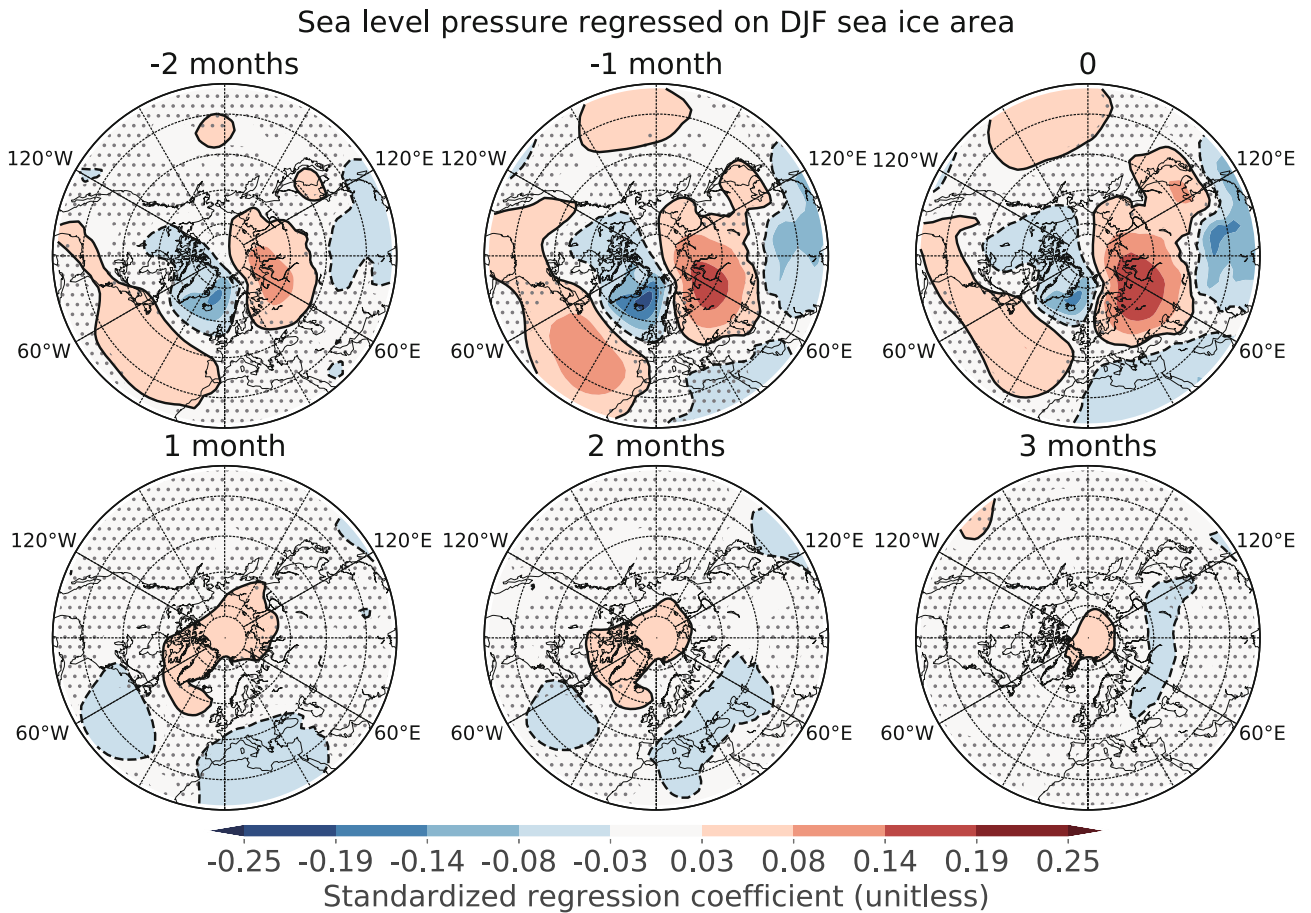 Sea level pressure regressed on DJF sea ice area
-2 months
-1 month
0
120°W
120°E
120°W
120°E
120°W
120°E
60°W
60°E
60°W
60°E
60°W
60°E
1 month
2 months
3 months
120°W
120°E
120°W
120°E
120°W
120°E
60°W
60°E
60°W
60°E
60°W
60°E
-0.25 -0.19 -0.14 -0.08 -0.03 0.03 0.08 0.14 0.19 0.25
Standardized regression coefficient (unitless)